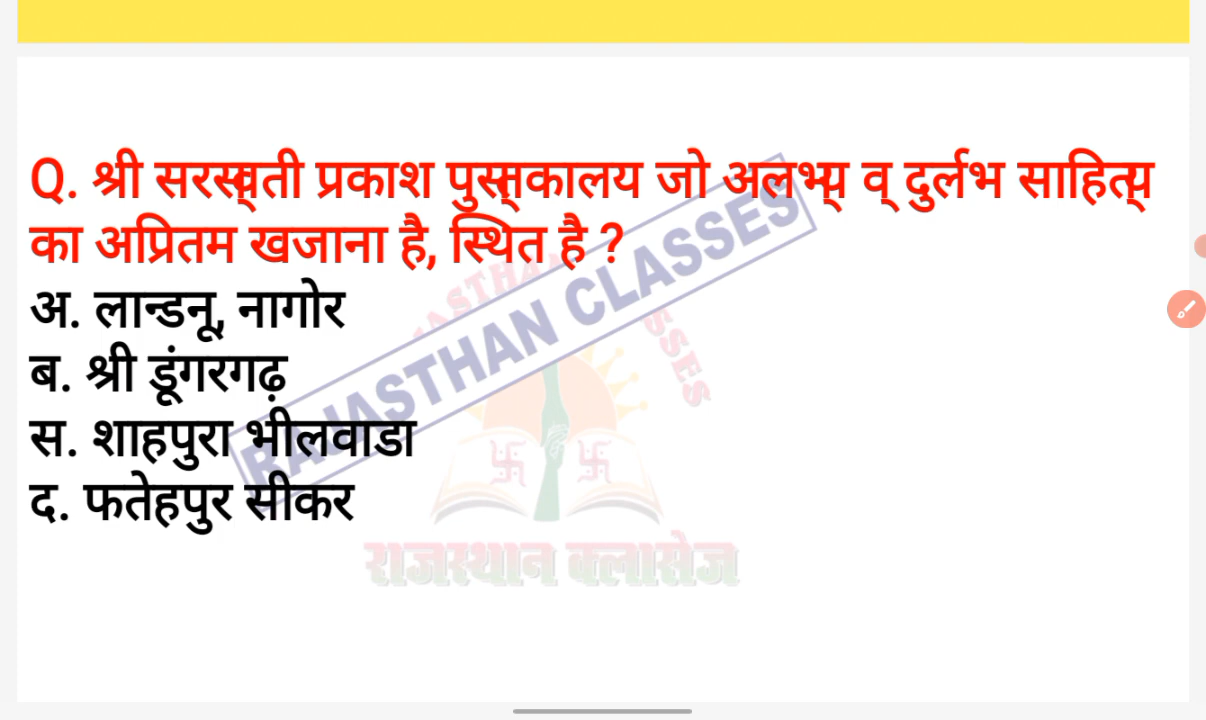 Q. श्री सरस्वती प्रकाश पुस्तकालय जो अलभ्य व् दुर्लभ साहित्य
का अप्रितम खजाना है, स्थित है ?
अ. लान्डनू, नागोर
ब. श्री डूंगरगढ़
स. शाहपुरा भीलवाडा
द. फतेहपुर सीकर
RAJASTHAN CLASSES
राजस्थान क्लासेज